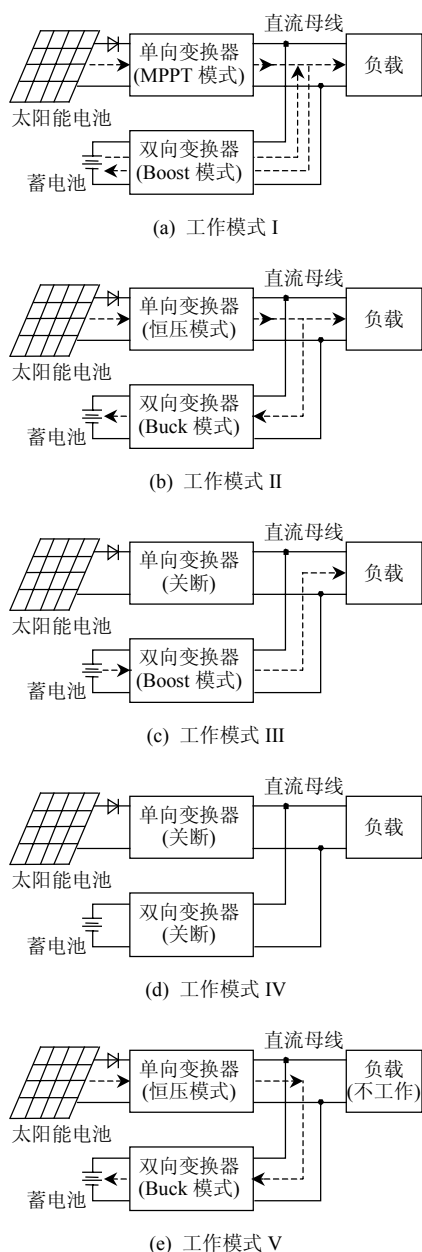 直流母线
单向变换器
(MPPT 模式)
负载
太阳能电池
双向变换器
(Boost 模式)
蓄电池
(a) 工作模式 I
直流母线
单向变换器
(恒压模式)
负载
太阳能电池
双向变换器
(Buck 模式)
蓄电池
(b) 工作模式 II
直流母线
单向变换器
(关断)
负载
太阳能电池
双向变换器
(Boost 模式)
蓄电池
(c) 工作模式 III
直流母线
单向变换器
(关断)
负载
太阳能电池
双向变换器
(关断)
蓄电池
(d) 工作模式 IV
直流母线
单向变换器
(恒压模式)
负载
(不工作)
太阳能电池
双向变换器
(Buck 模式)
蓄电池
(e) 工作模式 V